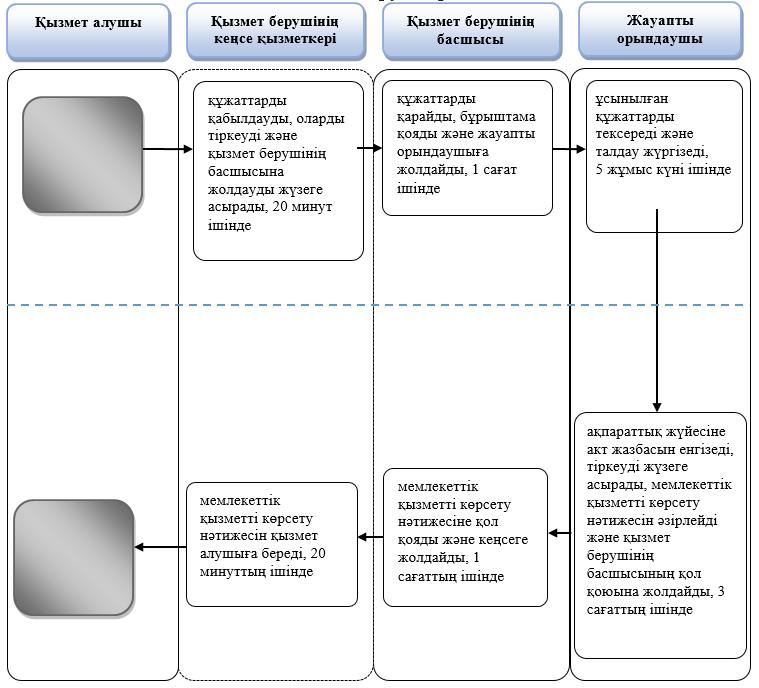 Қызмет алушы
Қызмет берушінің
кеңсе қызметкері
Қызмет берушінің
басшысы
Жауапты
орындаушы
құжаттарды
қабылдауды, оларды
тіркеуді және
қызмет берушінің
басшысына
жолдауды жүзеге
асырады, 20 минут
ішінде
құжаттарды
қарайды, бұрыштама
қояды және жауапты
орындаушыға
жолдайды, 1 сағат
ішінде
ұсынылған
құжаттарды
тексереді және
талдау жүргізеді,
5 жұмыс күні ішінде
ақпараттық жүйесіне
акт жазбасын енгізеді,
тіркеуді жүзеге
асырады, мемлекеттік
қызметті көрсету
нәтижесін әзірлейді
және қызмет
берушінің
басшысының қол
қоюына жолдайды, 3
сағаттың ішінде
мемлекеттік
қызметті көрсету
нәтижесіне қол
қояды және кеңсеге
жолдайды, 1
сағаттың ішінде
мемлекеттік
қызметті көрсету
нәтижесін қызмет
алушыға береді, 20
минуттың ішінде